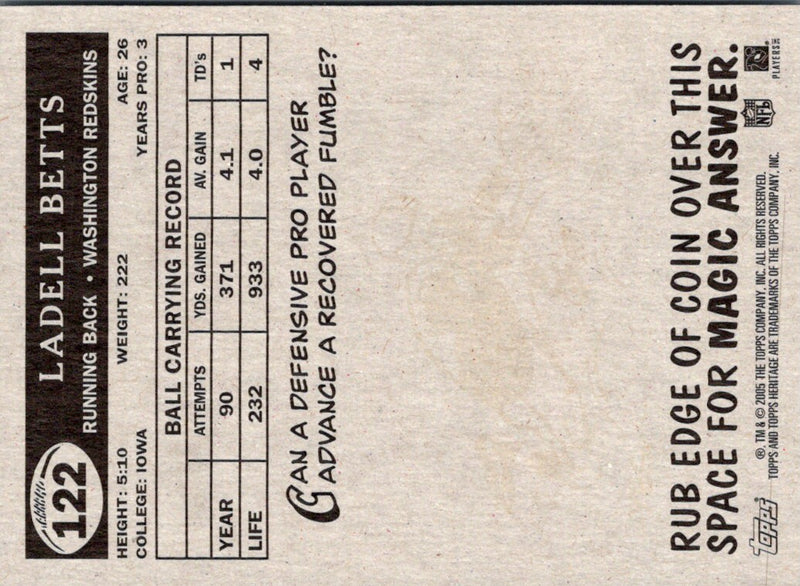 122
LADELL BETTS
RUNNING BACK • WASHINGTON REDSKINS
HEIGHT: 5:10 WEIGHT: 222 AGE: 26
COLLEGE: IOWA YEARS PRO: 3
BALL CARRYING RECORD
ATTEMPTS YDS. GAINED AV. GAIN TD's
YEAR 90 371 4.1 1
LIFE 232 933 4.0 4
CAN A DEFENSIVE PRO PLAYER
ADVANCE A RECOVERED FUMBLE?
RUB EDGE OF COIN OVER THIS
SPACE FOR MAGIC ANSWER.
Topps
®, TM & © 2005 THE TOPPS COMPANY, INC. ALL RIGHTS RESERVED.
TOPPS AND TOPPS HERITAGE ARE TRADEMARKS OF THE TOPPS COMPANY, INC.
NFL
PLAYERS INC